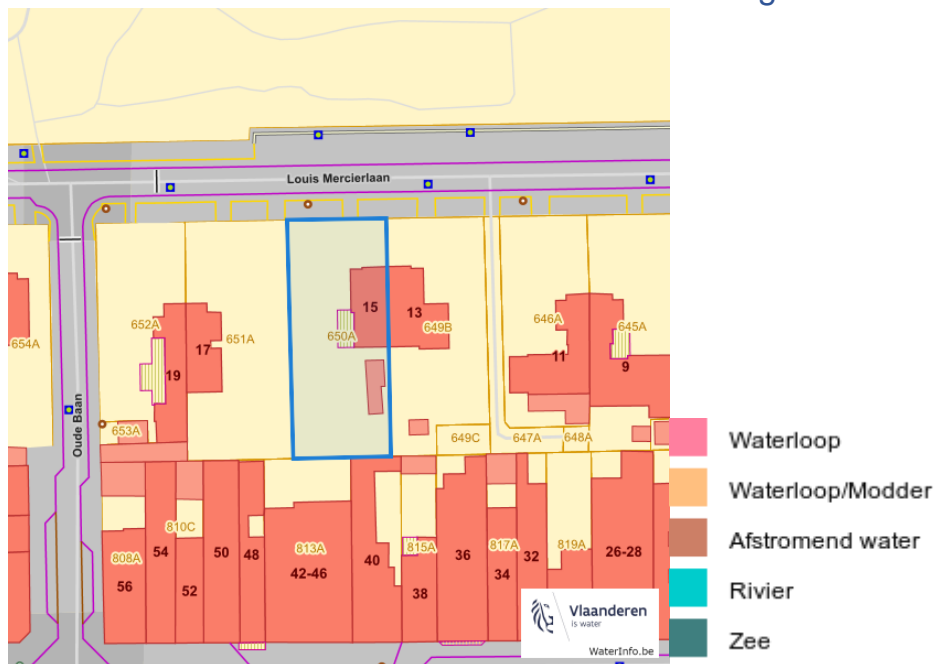 g
Louis Mercierlaan
15
13
652A
651A
650A
649B
646A
645A
654A
17
19
11
9
Oude Baan
653A
649C
647A
648A
810C
54
50
48
808A
56
52
813A
42-46
40
815A
38
36
817A
34
32
819A
26-28
Vlaanderen
is water
WaterInfo.be
Waterloop
Waterloop/Modder
Afstromend water
Rivier
Zee